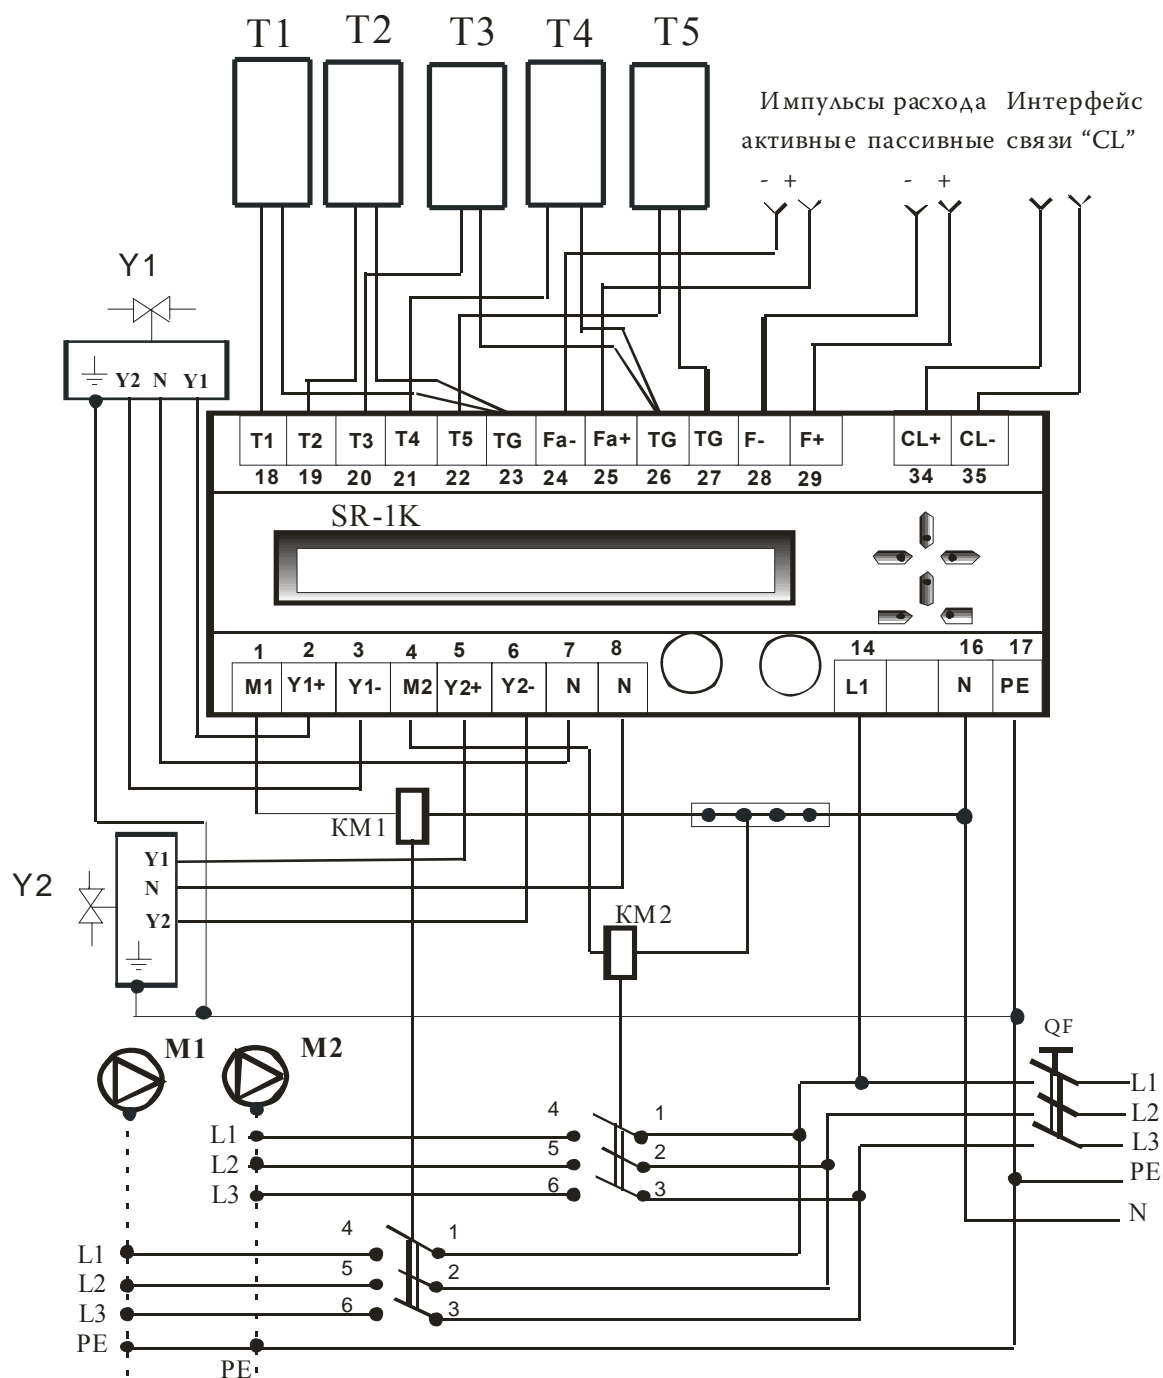 T1 T2 T3 T4 T5
Импульсы расхода Интерфейс
активные пассивные связи “CL”
- + - +
Y1
Y2 N Y1
T1 T2 T3 T4 T5 TG Fa- Fa+ TG TG F- F+ CL+ CL-
18 19 20 21 22 23 24 25 26 27 28 29 34 35
SR-1K
1 2 3 4 5 6 7 8 14 16 17
M1 Y1+ Y1- M2 Y2+ Y2- N N L1 N PE
KM1
Y1
Y2 N
Y2
KM2
M1 M2
QF
L1
L2
L3
PE
N
4 1
L1
5 2
L2
6 3
L3
4 1
L1
5 2
L2
6 3
L3
PE
PE